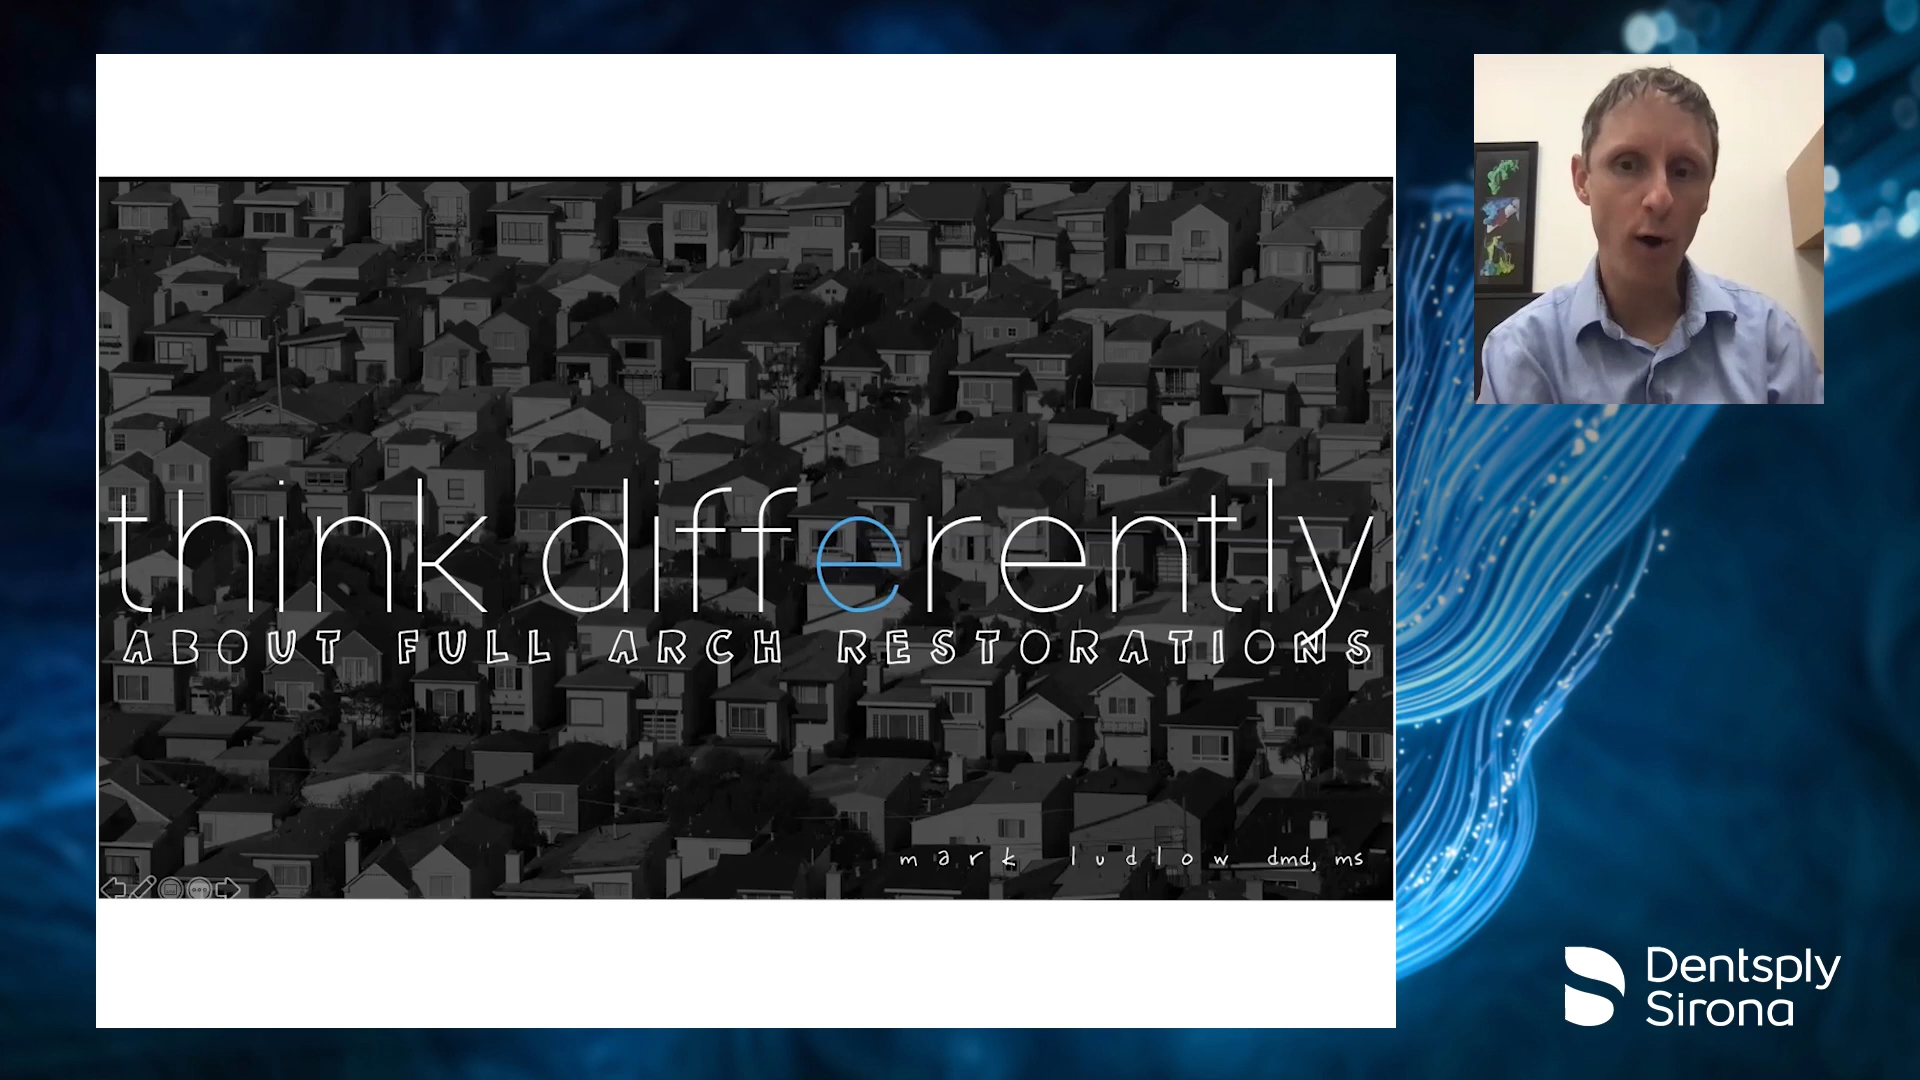 think differently
ABOUT FULL ARCH RESTORATIONS
mark ludlow dmd, ms
Dentsply
Sirona